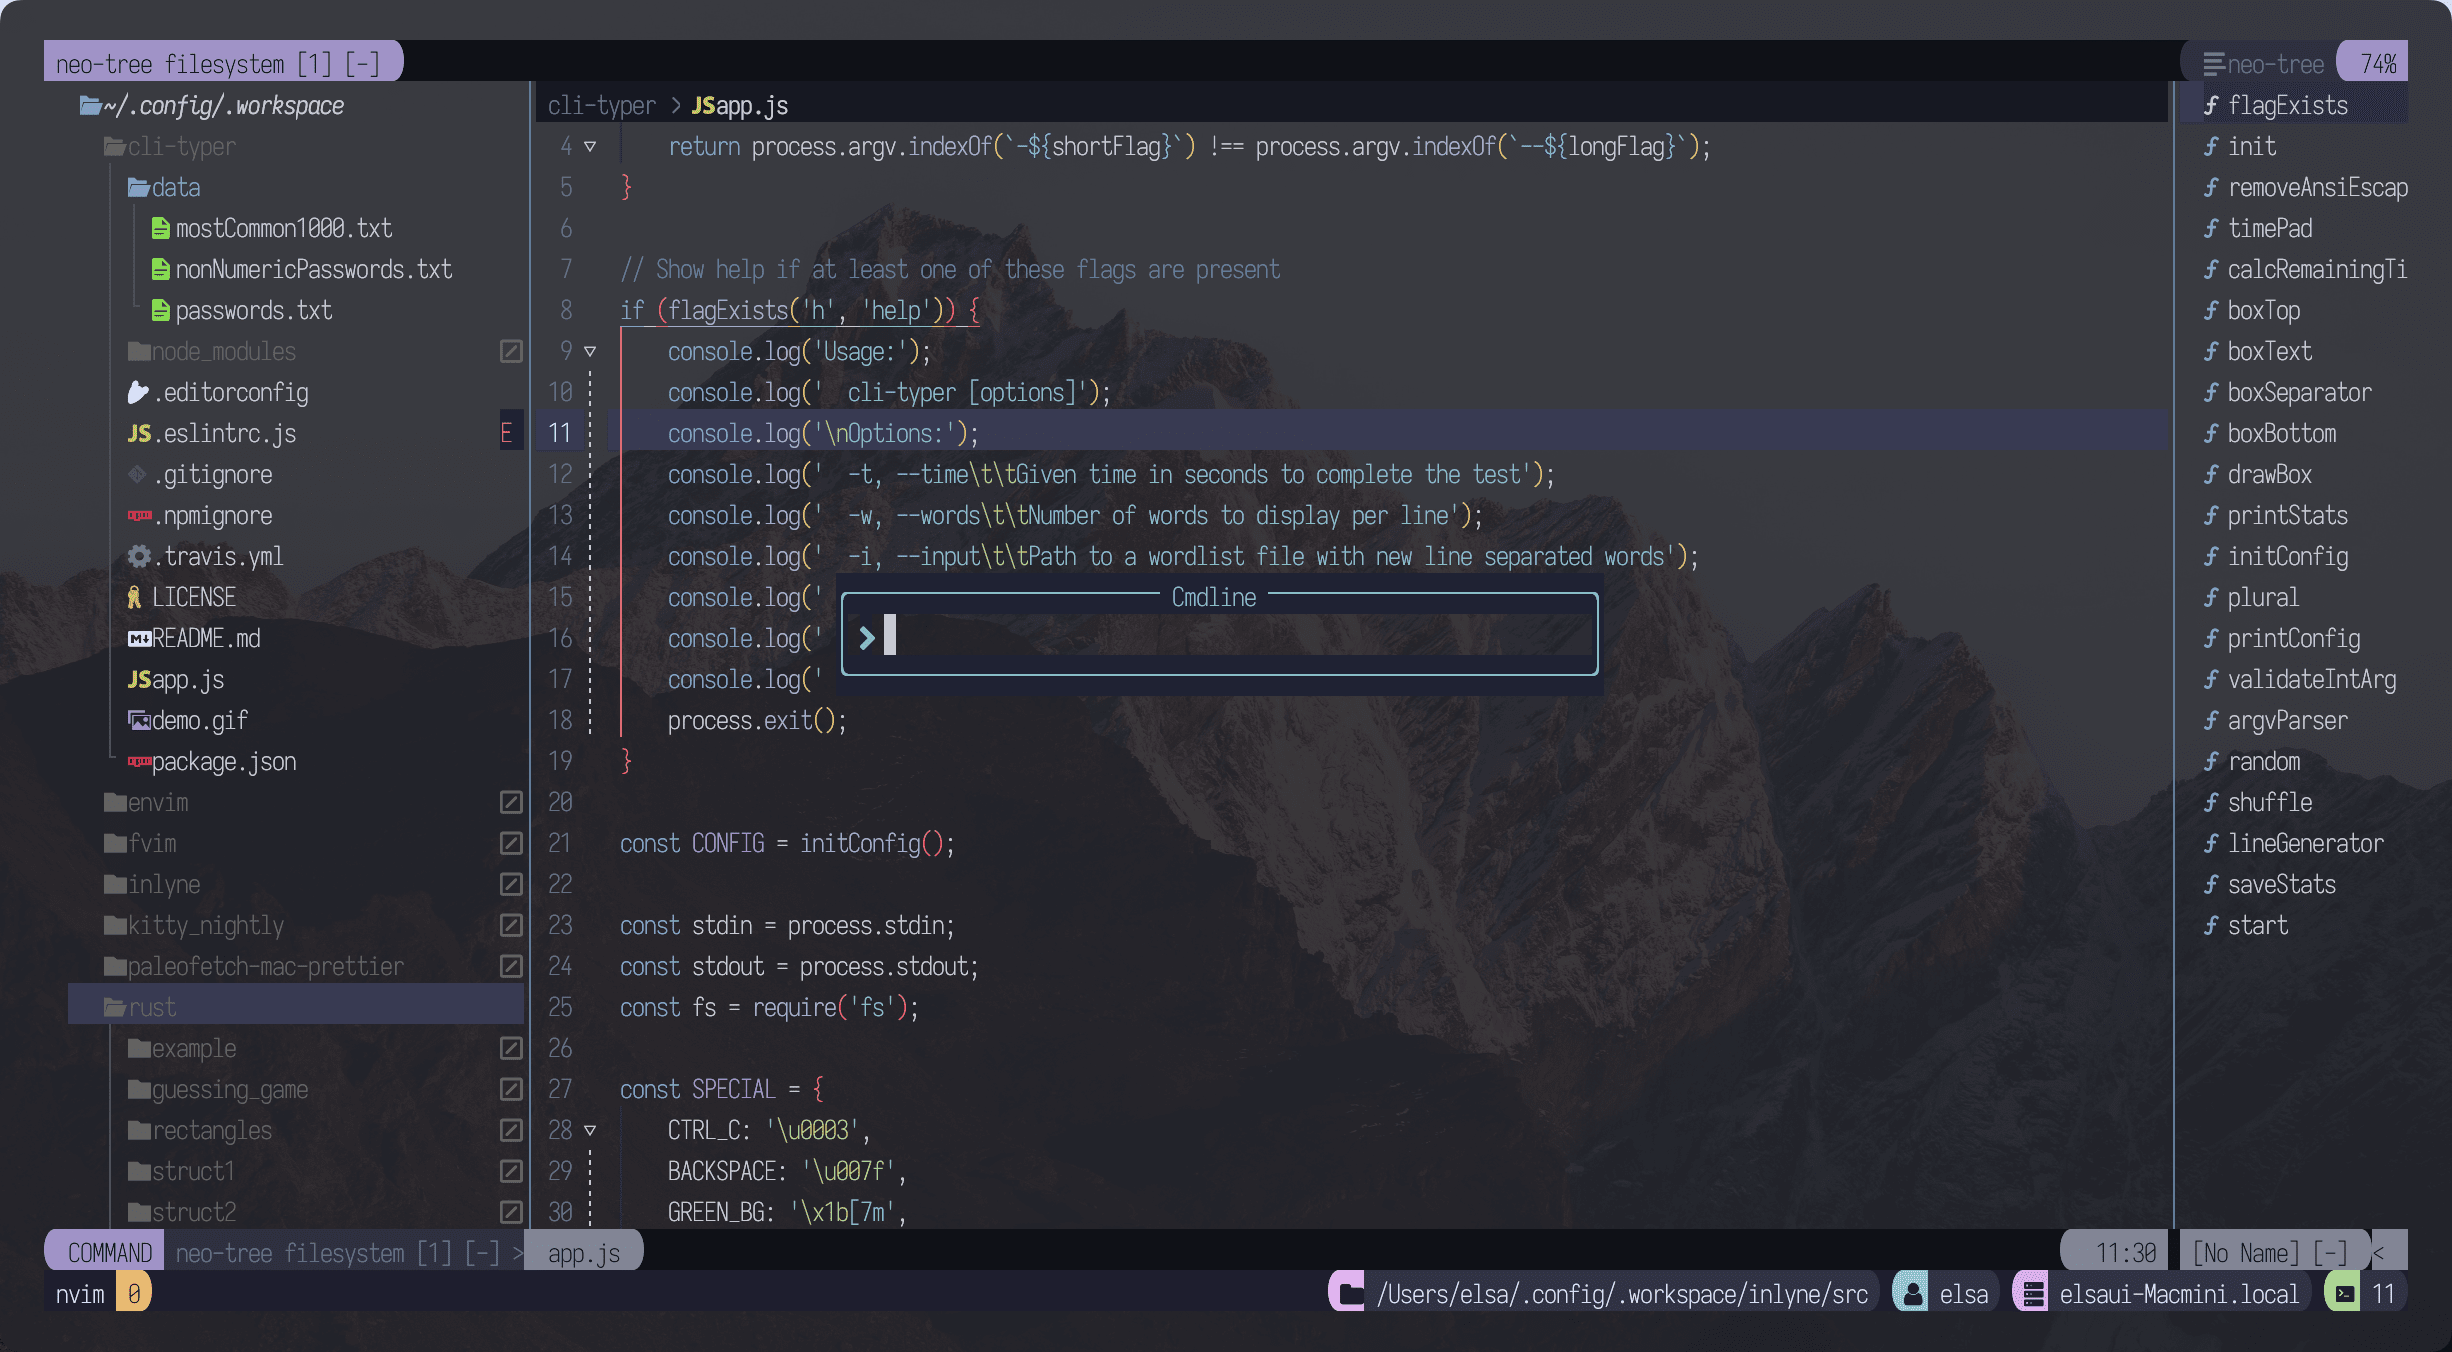 neo-tree filesystem [1] [-]
~/.config/.workspace
cli-typer
data
mostCommon1000.txt
nonNumericPasswords.txt
passwords.txt
node_modules
.editorconfig
JS.eslintrc.js E
.gitignore
.npmignore
.travis.yml
LICENSE
README.md
JSapp.js
demo.gif
package.json
envim
fvim
inlyne
kitty_nightly
paleofetch-mac-prettier
rust
example
guessing_game
rectangles
struct1
struct2
cli-typer > JSapp.js
4 return process.argv.indexOf(`-${shortFlag}`) !== process.argv.indexOf(`--${longFlag}`);
5 }
6
7 // Show help if at least one of these flags are present
8 if (flagExists('h', 'help')) {
9 console.log('Usage:');
10 console.log('  cli-typer [options]');
11 console.log('\nOptions:');
12 console.log('  -t, --time\t\tGiven time in seconds to complete the test');
13 console.log('  -w, --words\t\tNumber of words to display per line');
14 console.log('  -i, --input\t\tPath to a wordlist file with new line separated words');
15 console.log('
16 console.log('
17 console.log('
18 process.exit();
19 }
20
21 const CONFIG = initConfig();
22
23 const stdin = process.stdin;
24 const stdout = process.stdout;
25 const fs = require('fs');
26
27 const SPECIAL = {
28 CTRL_C: '\u0003',
29 BACKSPACE: '\u007f',
30 GREEN_BG: '\x1b[7m',
Cmdline
neo-tree 74%
flagExists
init
removeAnsiEscap
timePad
calcRemainingTi
boxTop
boxText
boxSeparator
boxBottom
drawBox
printStats
initConfig
plural
printConfig
validateIntArg
argvParser
random
shuffle
lineGenerator
saveStats
start
COMMAND neo-tree filesystem [1] [-] > app.js 11:30 [No Name] [-] <
nvim 0 /Users/elsa/.config/.workspace/inlyne/src elsa elsaui-Macmini.local 11